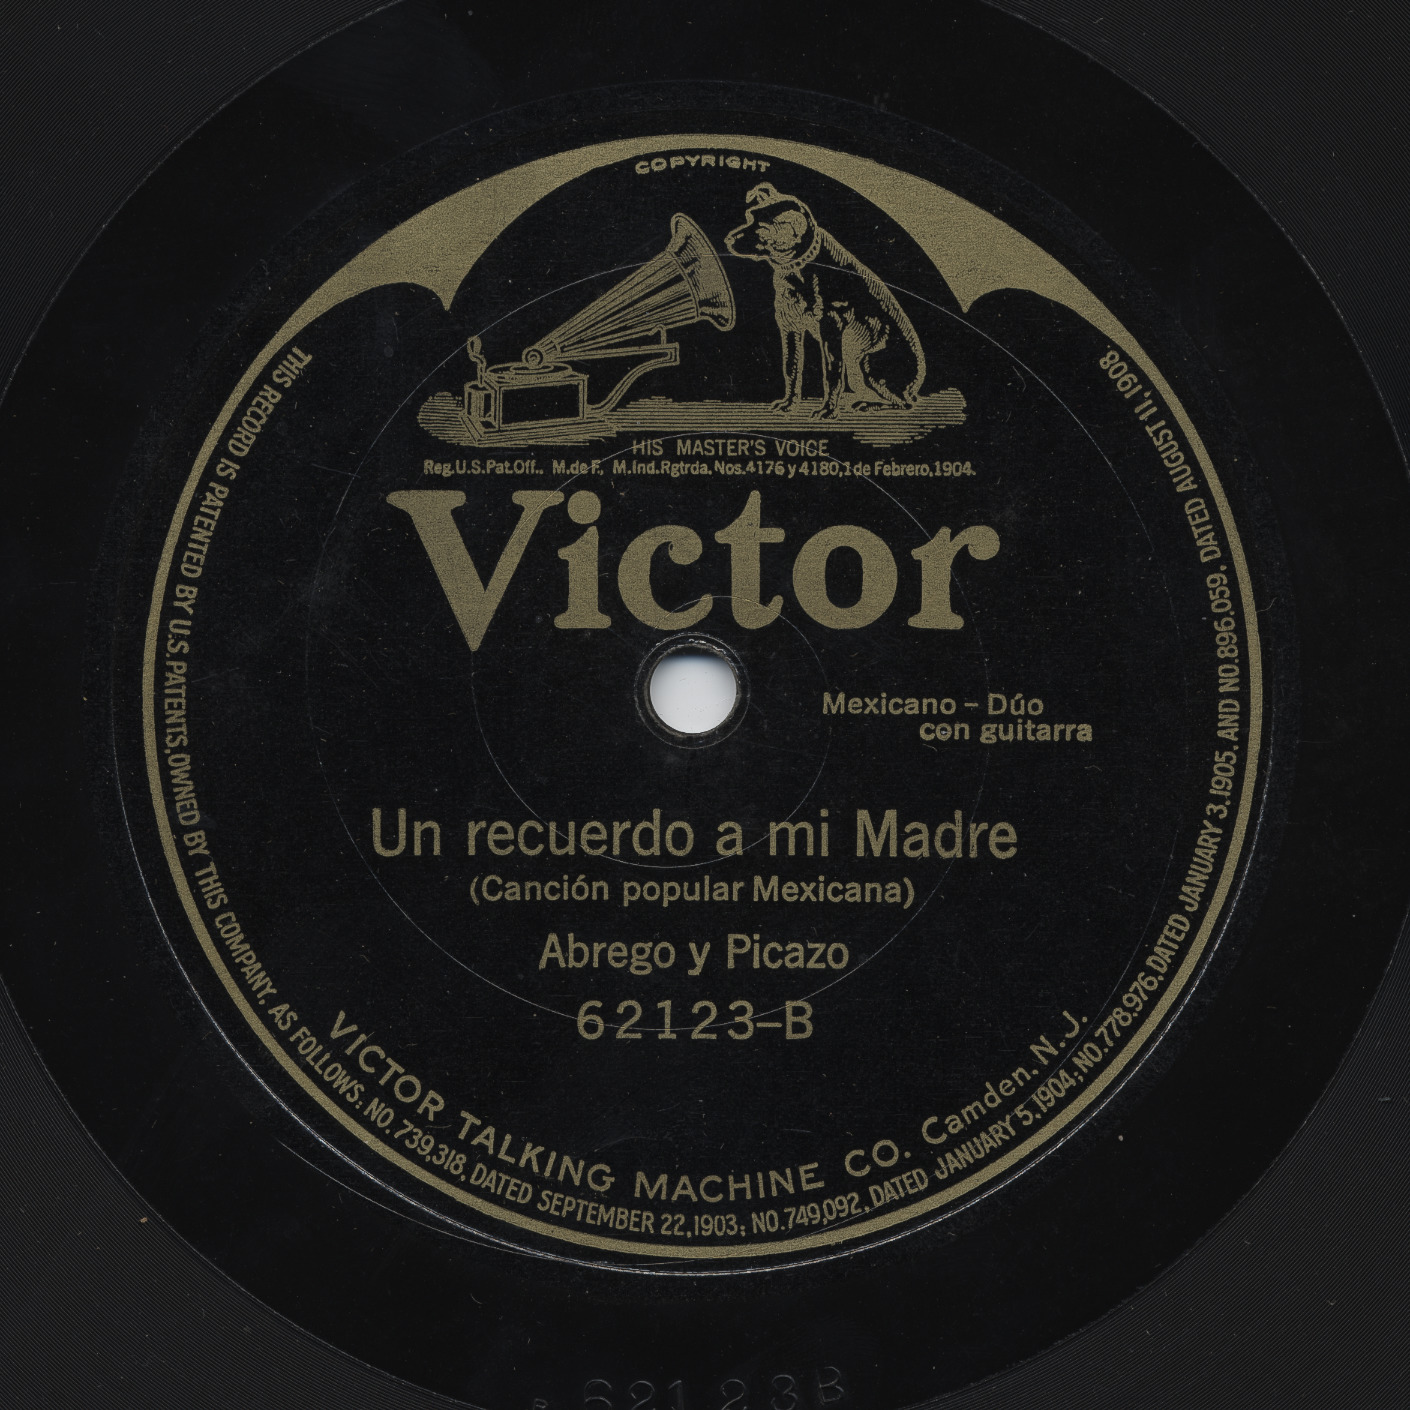 COPYRIGHT
HIS MASTER'S VOICE
Reg.U.S.Pat.Off.. M.de F. M.Ind.Rgtrda. Nos.4176 y 4180,1 de Febrero,1904.
Victor
Mexicano – Dúo
con guitarra
Un recuerdo a mi Madre
(Canción popular Mexicana)
Abrego y Picazo
62123–B
VICTOR TALKING MACHINE CO. Camden. N. J.
THIS RECORD IS PATENTED BY U.S. PATENTS, OWNED BY THIS COMPANY. AS FOLLOWS: NO. 739,318, DATED SEPTEMBER 22,1903; NO.749,092, DATED JANUARY 5.1904; NO.778.976. DATED JANUARY 3.1905. AND NO.896.059. DATED AUGUST 11,1908.
62123B